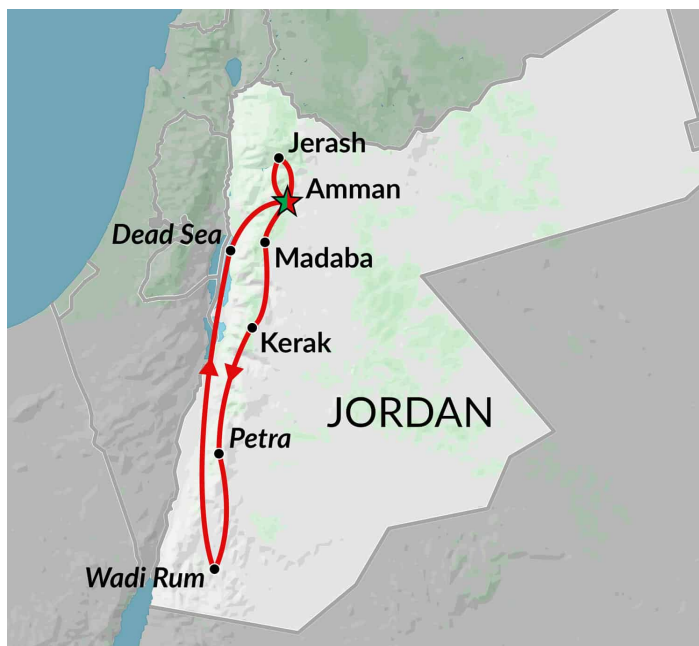 Jerash
Amman
Dead Sea
Madaba
Kerak
JORDAN
Petra
Wadi Rum